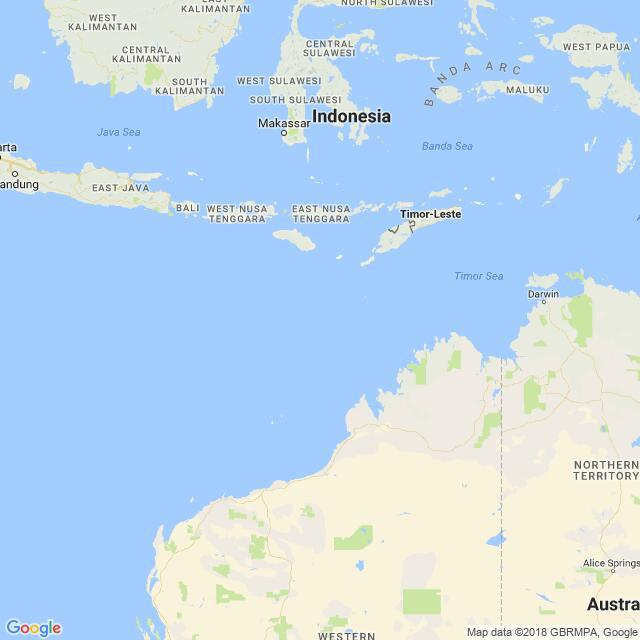 NORTH SULAWESI
EAST
KALIMANTAN
WEST
KALIMANTAN
CENTRAL
SULAWESI
WEST PAPUA
CENTRAL
KALIMANTAN
BANDA ARC
WEST SULAWESI
SOUTH
KALIMANTAN
MALUKU
SOUTH SULAWESI
Makassar
Indonesia
Java Sea
Banda Sea
arta
andung
EAST JAVA
BALI
WEST NUSA
TENGGARA
EAST NUSA
TENGGARA
Timor-Leste
Timor Sea
Darwin
NORTHERN
TERRITORY
Alice Springs
Austra
WESTERN
Google
Map data ©2018 GBRMPA, Google